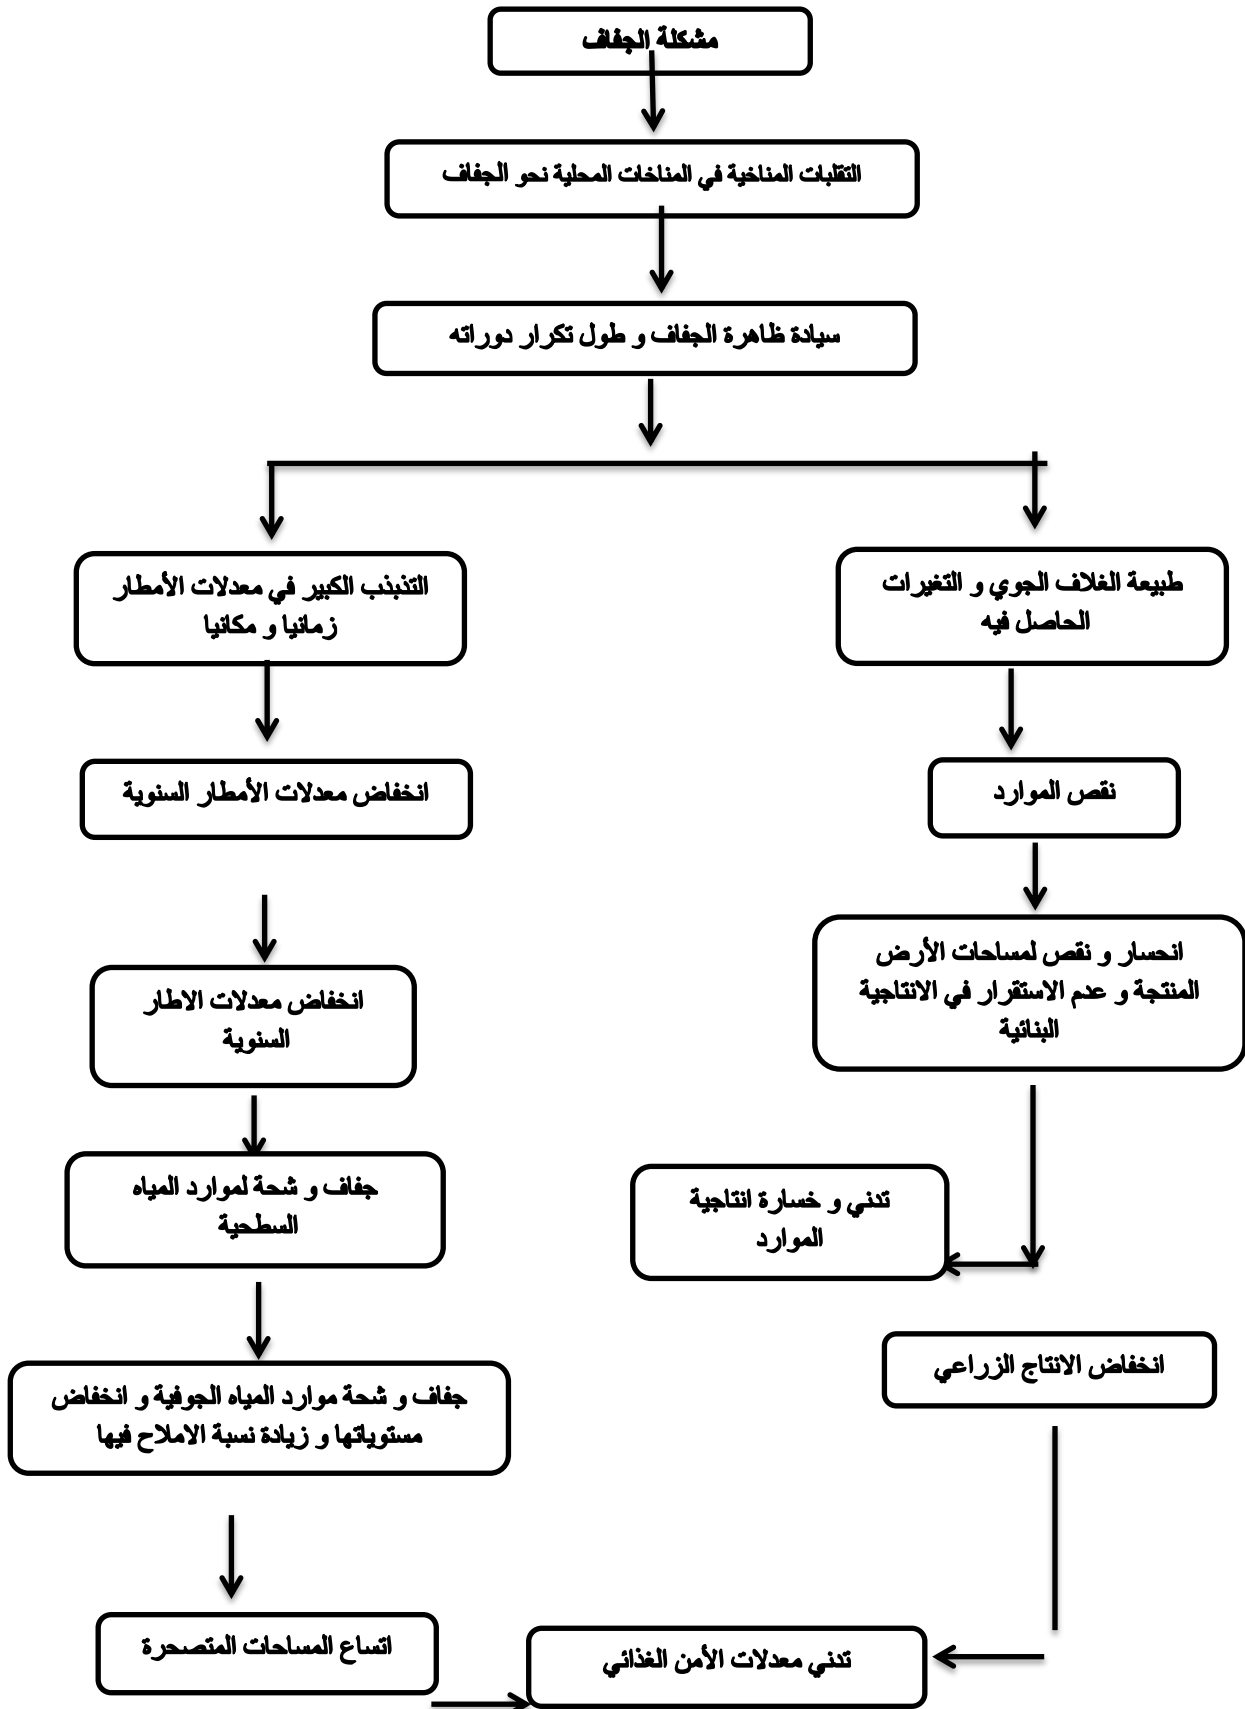 مشكلة الجفاف
التقلبات المناخية في المناخات المحلية نحو الجفاف
سيادة ظاهرة الجفاف و طول تكرار دوراته
طبيعة الغلاف الجوي و التغيرات
الحاصل فيه
التذبذب الكبير في معدلات الأمطار
زمانيا و مكانيا
نقص الموارد
انخفاض معدلات الأمطار السنوية
انحسار و نقص لمساحات الأرض
المنتجة و عدم الاستقرار في الانتاجية
البنائية
انخفاض معدلات الاطار
السنوية
تدني و خسارة انتاجية
الموارد
جفاف و شحة لموارد المياه
السطحية
انخفاض الانتاج الزراعي
جفاف و شحة موارد المياه الجوفية و انخفاض
مستوياتها و زيادة نسبة الاملاح فيها
تدني معدلات الأمن الغذائي
اتساع المساحات المتصحرة